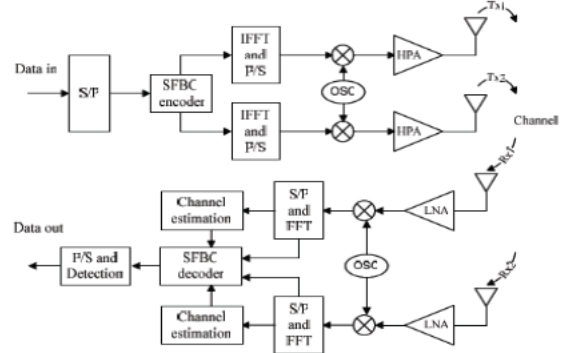 Tx1
IFFT
and
P/S
HPA
Data in
S/P
SFBC
encoder
OSC
Tx2
IFFT
and
P/S
HPA
Channel
Rx1
Channel
estimation
S/P
and
FFT
LNA
Data out
P/S and
Detection
SFBC
decoder
OSC
Rx2
Channel
estimation
S/P
and
FFT
LNA